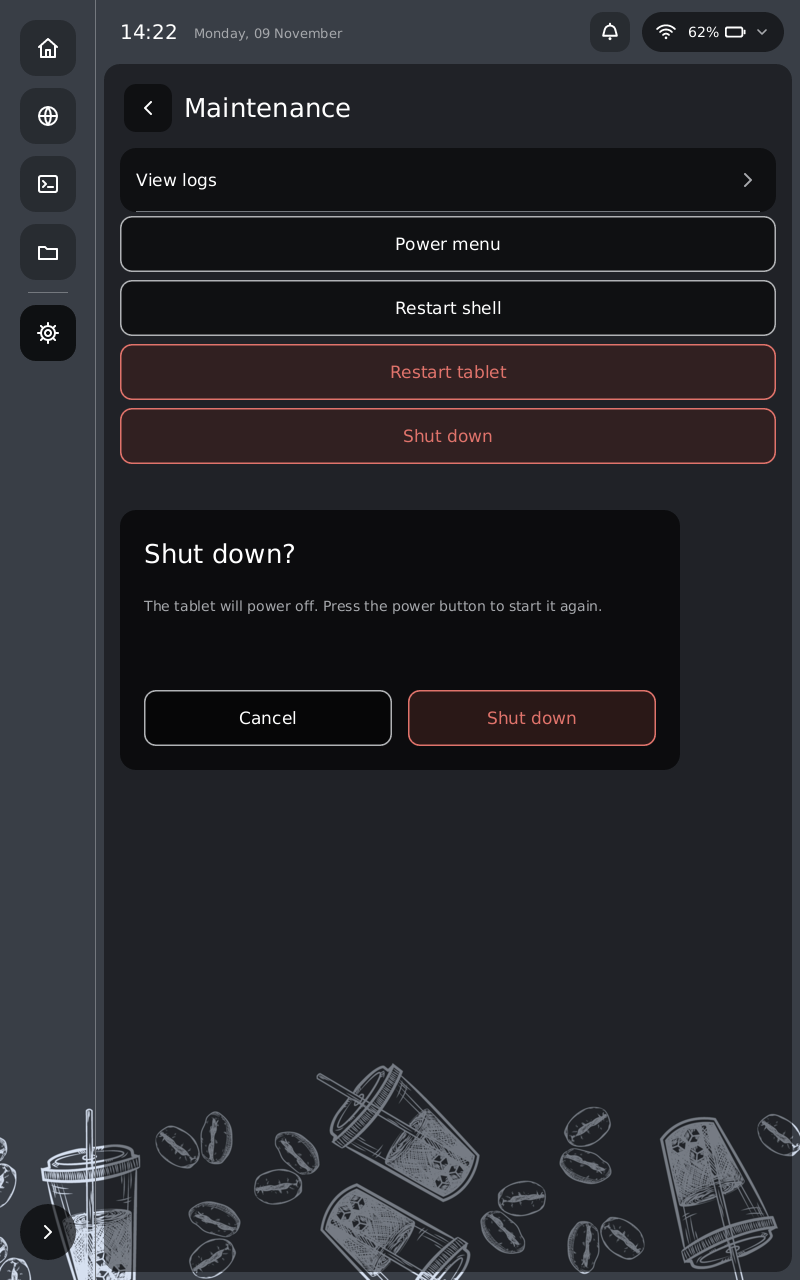 14:22 Monday, 09 November 62%
Maintenance
View logs
Power menu
Restart shell
Restart tablet
Shut down
Shut down?
The tablet will power off. Press the power button to start it again.
Cancel Shut down